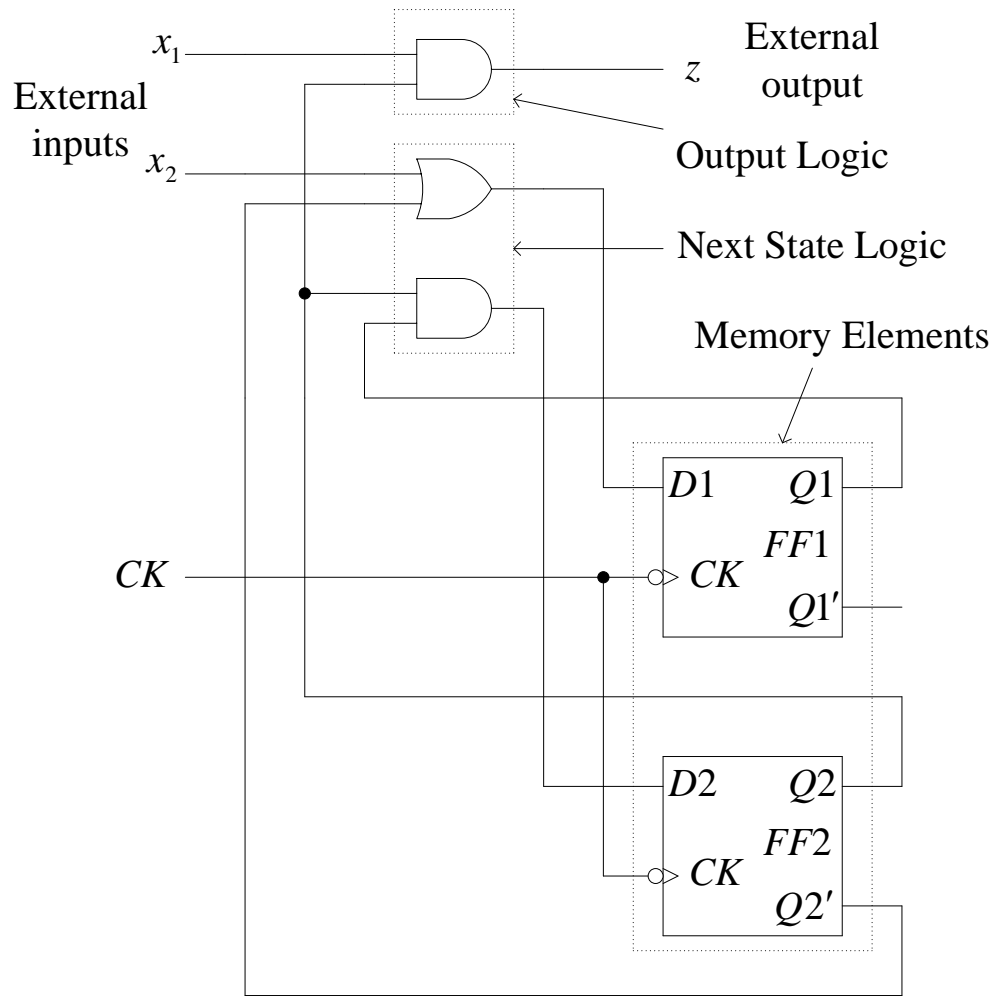 x1
External
inputs
x2
z
External
output
Output Logic
Next State Logic
Memory Elements
D1 Q1
FF1
CK
CK
Q1′
D2 Q2
FF2
CK
Q2′